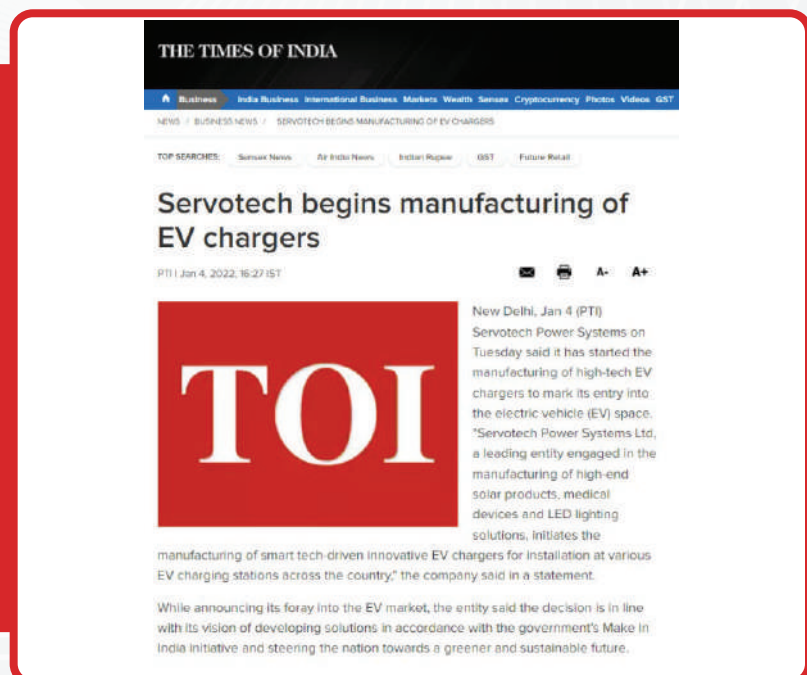 THE TIMES OF INDIA
Business India Business International Business Markets Wealth Sensex Cryptocurrency Photos Videos GST
NEWS / BUSINESS NEWS / SERVOTECH BEGINS MANUFACTURING OF EV CHARGERS
TOP SEARCHES: Sensex News Air India News Indian Rupee GST Future Retail
Servotech begins manufacturing of
EV chargers
PTI | Jan 4, 2022, 16:27 IST
A- A+
TOI
New Delhi, Jan 4 (PTI)
Servotech Power Systems on
Tuesday said it has started the
manufacturing of high-tech EV
chargers to mark its entry into
the electric vehicle (EV) space.
"Servotech Power Systems Ltd,
a leading entity engaged in the
manufacturing of high-end
solar products, medical
devices and LED lighting
solutions, initiates the
manufacturing of smart tech-driven innovative EV chargers for installation at various
EV charging stations across the country," the company said in a statement.
While announcing its foray into the EV market, the entity said the decision is in line
with its vision of developing solutions in accordance with the government's Make in
India initiative and steering the nation towards a greener and sustainable future.